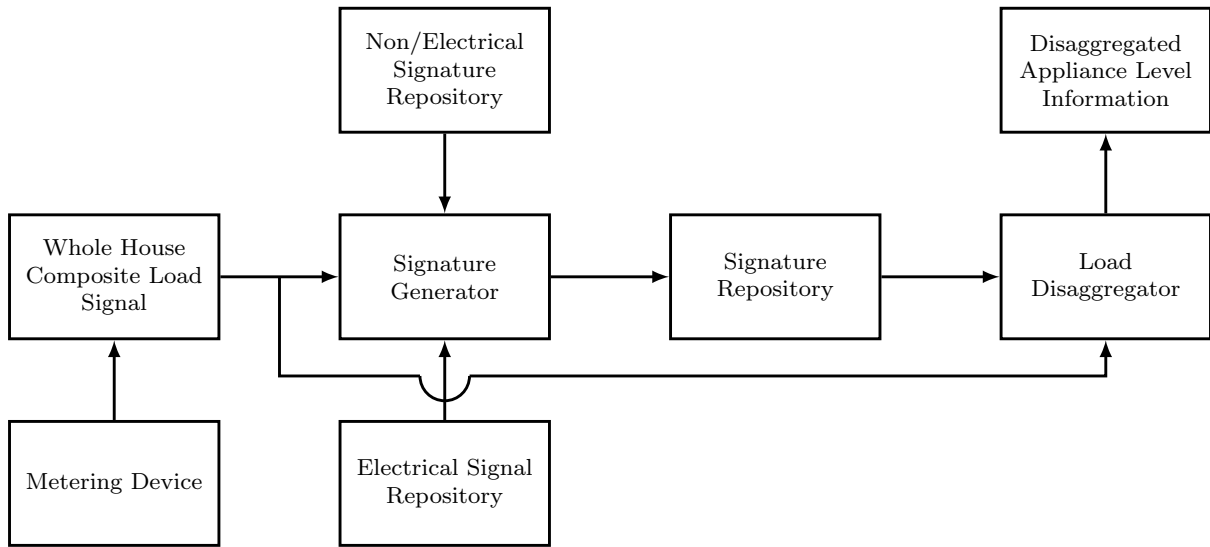 Non/Electrical
Signature
Repository
Disaggregated
Appliance Level
Information
Whole House
Composite Load
Signal
Signature
Generator
Signature
Repository
Load
Disaggregator
Metering Device
Electrical Signal
Repository